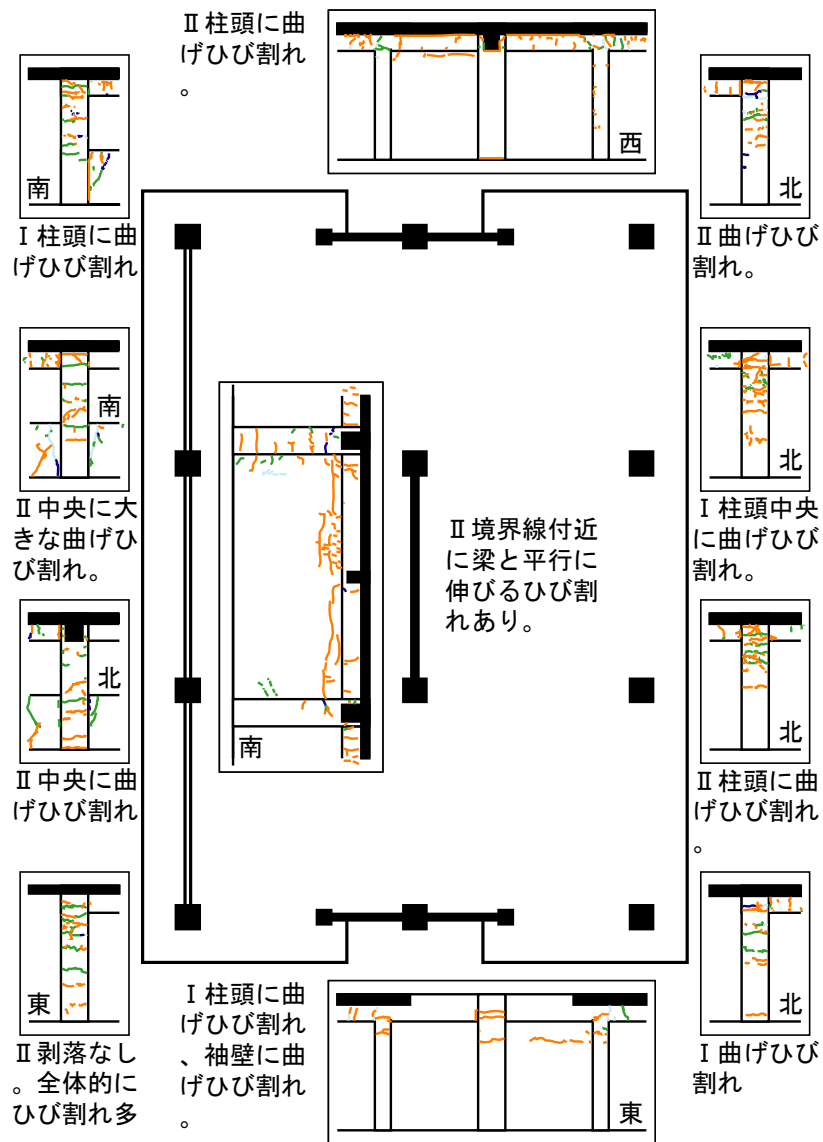 Ⅱ柱頭に曲
げひび割れ
。
西
南
Ⅰ柱頭に曲
げひび割れ
北
Ⅱ曲げひび
割れ。
南
Ⅱ中央に大
きな曲げひ
び割れ。
北
Ⅰ柱頭中央
に曲げひび
割れ。
南
Ⅱ境界線付近
に梁と平行に
伸びるひび割
れあり。
北
Ⅱ中央に曲
げひび割れ
北
Ⅱ柱頭に曲
げひび割れ
。
東
Ⅱ剥落なし
。全体的に
ひび割れ多
Ⅰ柱頭に曲
げひび割れ
、袖壁に曲
げひび割れ
。
東
北
Ⅰ曲げひび
割れ